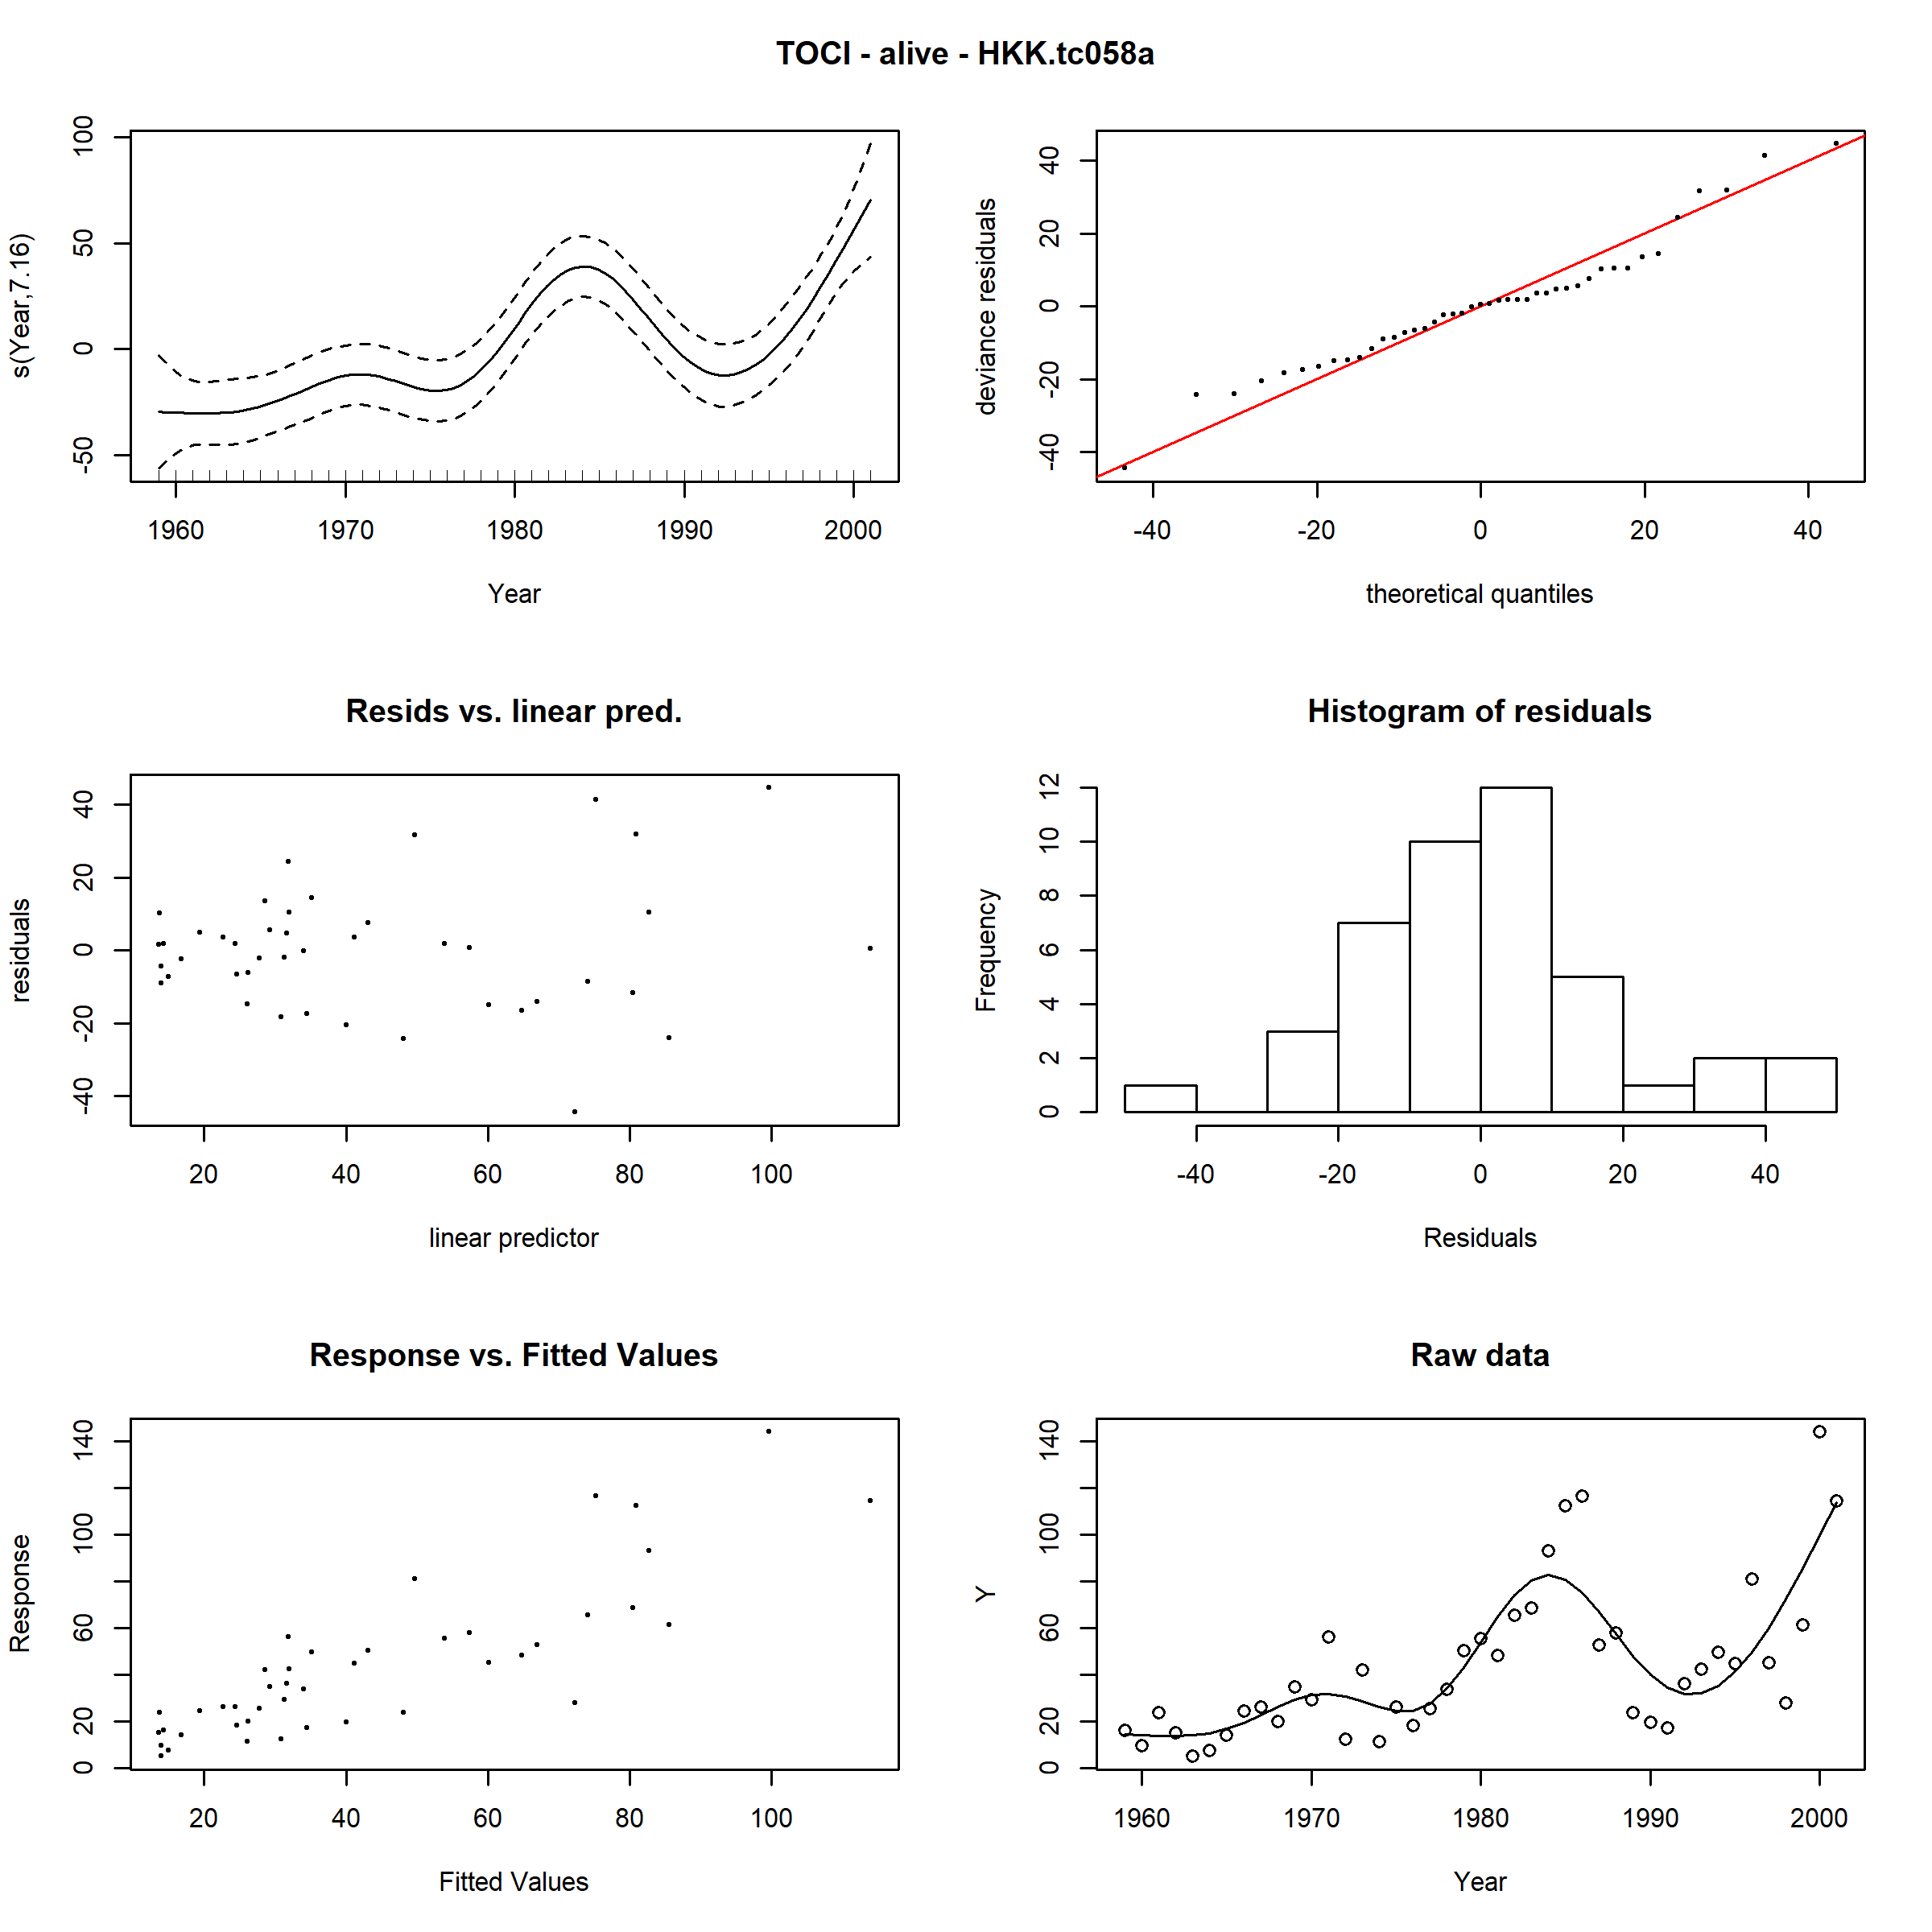 TOCI - alive - HKK.tc058a
s(Year,7.16)
-50 0 50 100
1960 1970 1980 1990 2000
Year
deviance residuals
-40 -20 0 20 40
-40 -20 0 20 40
theoretical quantiles
Resids vs. linear pred.
residuals
-40 -20 0 20 40
20 40 60 80 100
linear predictor
Histogram of residuals
Frequency
0 2 4 6 8 10 12
-40 -20 0 20 40
Residuals
Response vs. Fitted Values
Response
0 20 60 100 140
20 40 60 80 100
Fitted Values
Raw data
Y
0 20 60 100 140
1960 1970 1980 1990 2000
Year